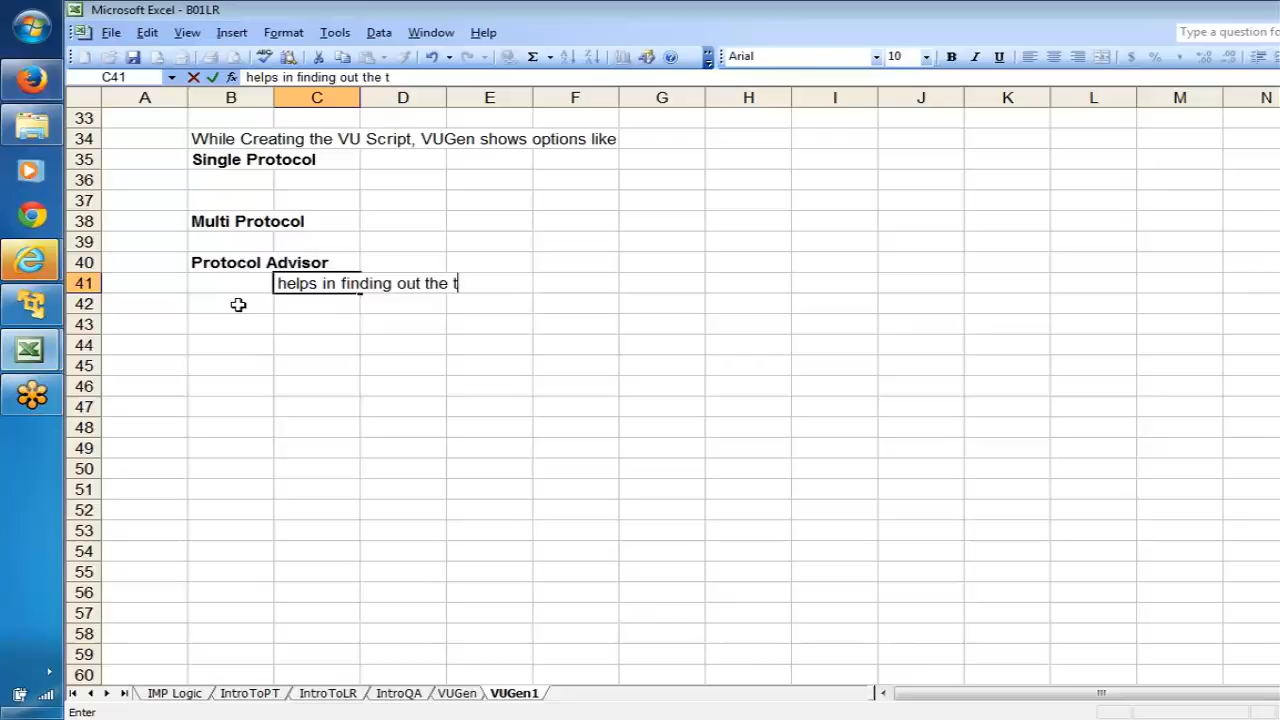 Microsoft Excel - B01LR
File Edit View Insert Format Tools Data Window Help
Type a question fo
Arial 10 B I U $ %
C41 fx helps in finding out the t
A B C D E F G H I J K L M N
33
34 While Creating the VU Script, VUGen shows options like
35 Single Protocol
36
37
38 Multi Protocol
39
40 Protocol Advisor
41 helps in finding out the t
42
43
44
45
46
47
48
49
50
51
52
53
54
55
56
57
58
59
60
IMP Logic IntroToPT IntroToLR IntroQA VUGen VUGen1
Enter